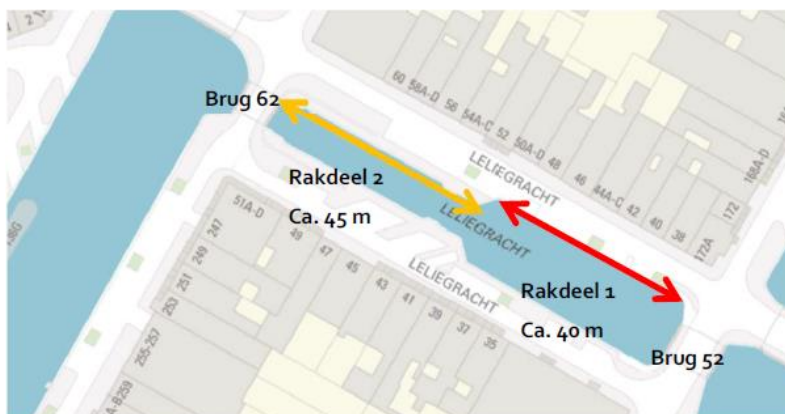 Brug 62
Rakdeel 2
Ca. 45 m
LELIEGRACHT
LELIEGRACHT
LELIEGRACHT
Rakdeel 1
Ca. 40 m
Brug 52
60
58A-D
56
54A-C
52
50A-D
48
46
44A-C
42
40
38
172A
172
168A-D
51A-D
49
47
45
43
41
39
37
35
247
249
251
253
255-257